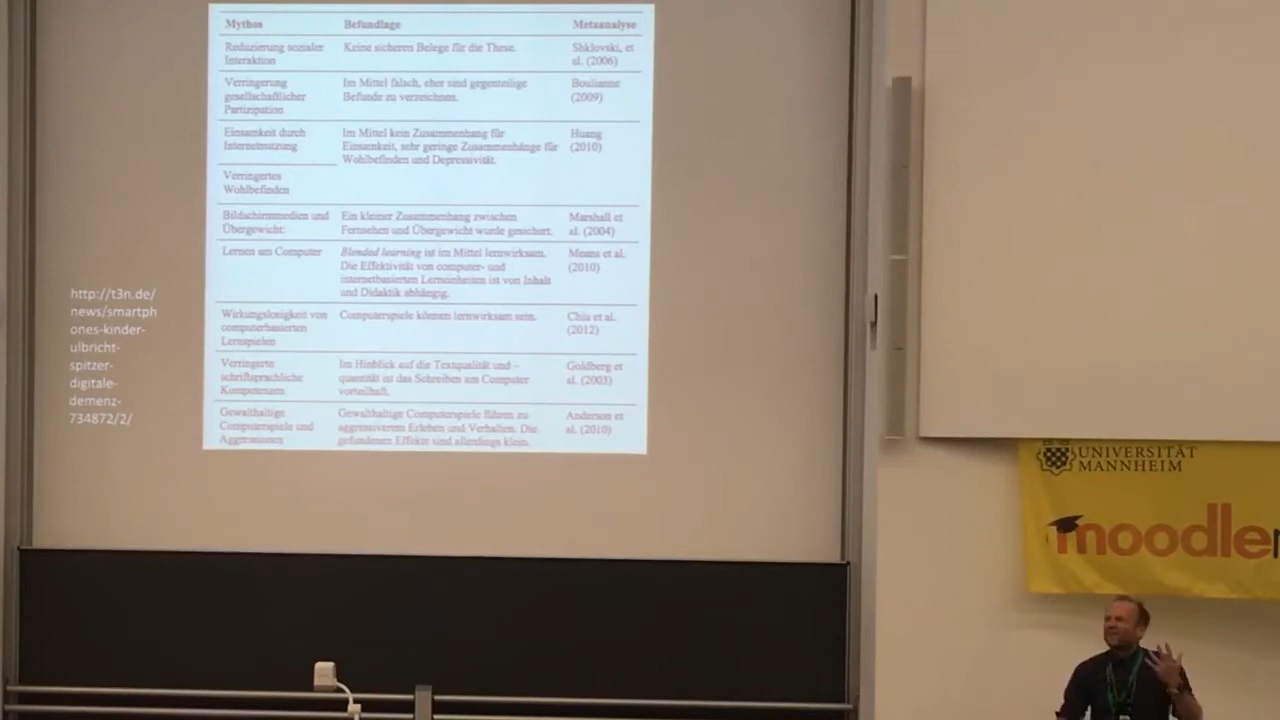 Mythos Befundlage Metaanalyse
Reduzierung sozialer Keine sicheren Belege für die These. Shklovski, et
Interaktion al. (2006)
Verringerung Im Mittel falsch, eher sind gegenteilige Boulianne
gesellschaftlicher Befunde zu verzeichnen. (2009)
Partizipation
Einsamkeit durch Im Mittel kein Zusammenhang für Huang
Internetnutzung Einsamkeit, sehr geringe Zusammenhänge für (2010)
Wohlbefinden und Depressivität.
Verringertes
Wohlbefinden
Bildschirmmedien und Ein kleiner Zusammenhang zwischen Marshall et
Übergewicht: Fernsehen und Übergewicht wurde gesichert. al. (2004)
Lernen am Computer Blended learning ist im Mittel lernwirksam. Means et al.
Die Effektivität von computer- und (2010)
internetbasierten Lerneinheiten ist von Inhalt
und Didaktik abhängig.
Wirkungslosigkeit von Computerspiele können lernwirksam sein. al.
computerbasierten (2012)
Lernspielen
Verringerte Im Hinblick auf die Textqualität und - Goldberg et
schriftsprachliche quantität ist das Schreiben am Computer al. (2003)
Kompetenzen vorteilhaft.
Gewalthaltige Gewalthaltige Computerspiele führen zu Anderson et
Computerspiele und aggressiverem Erleben und Verhalten. Die al. (2010)
Aggressionen gefundenen Effekte sind allerdings klein.
http://t3n.de/
news/smartph
ones-kinder-
ulbricht-
spitzer-
digitale-
demenz-
734872/2/
UNIVERSITÄT
MANNHEIM
moodle